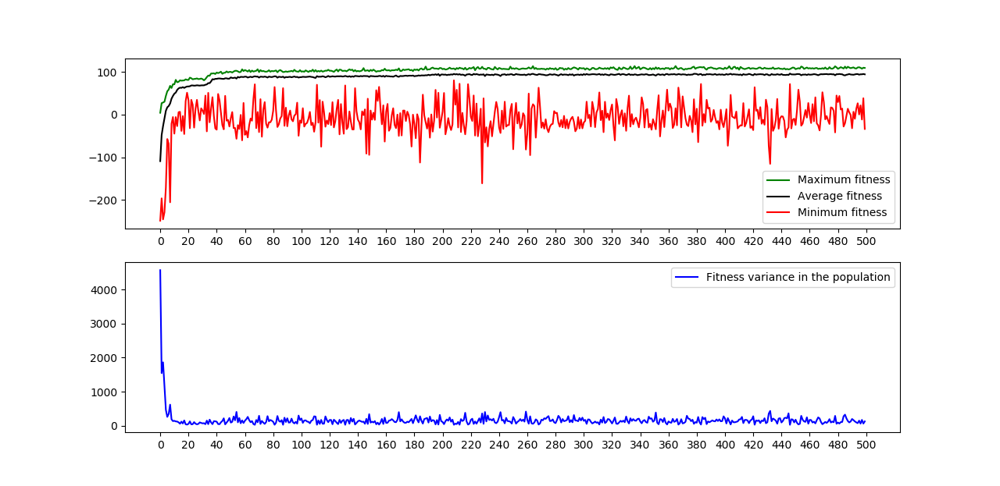 100
0
−100
−200
Maximum fitness
Average fitness
Minimum fitness
0 20 40 60 80 100 120 140 160 180 200 220 240 260 280 300 320 340 360 380 400 420 440 460 480 500
Fitness variance in the population
4000
3000
2000
1000
0
0 20 40 60 80 100 120 140 160 180 200 220 240 260 280 300 320 340 360 380 400 420 440 460 480 500